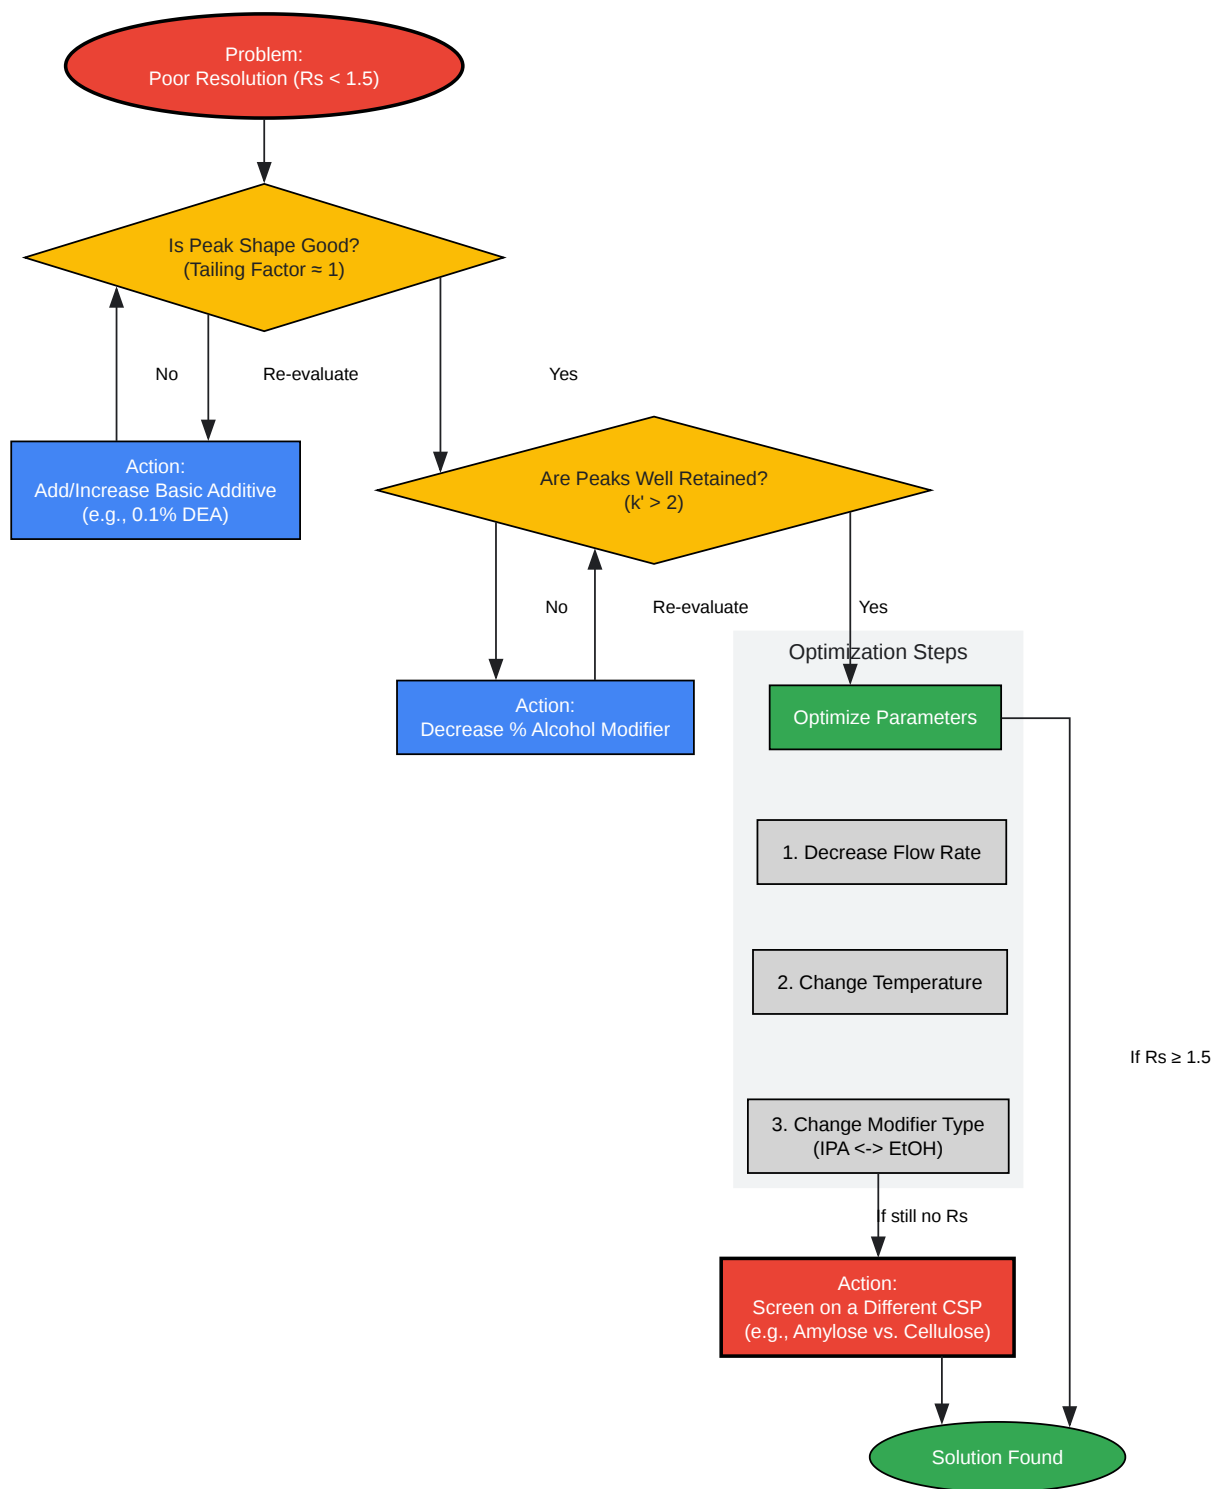 Problem:
Poor Resolution (Rs < 1.5)
Is Peak Shape Good?
(Tailing Factor ≈ 1)
No
Re-evaluate
Yes
Action:
Add/Increase Basic Additive
(e.g., 0.1% DEA)
Are Peaks Well Retained?
(k' > 2)
No
Re-evaluate
Yes
Optimization Steps
Action:
Decrease % Alcohol Modifier
Optimize Parameters
1. Decrease Flow Rate
2. Change Temperature
If Rs ≥ 1.5
3. Change Modifier Type
(IPA <-> EtOH)
If still no Rs
Action:
Screen on a Different CSP
(e.g., Amylose vs. Cellulose)
Solution Found